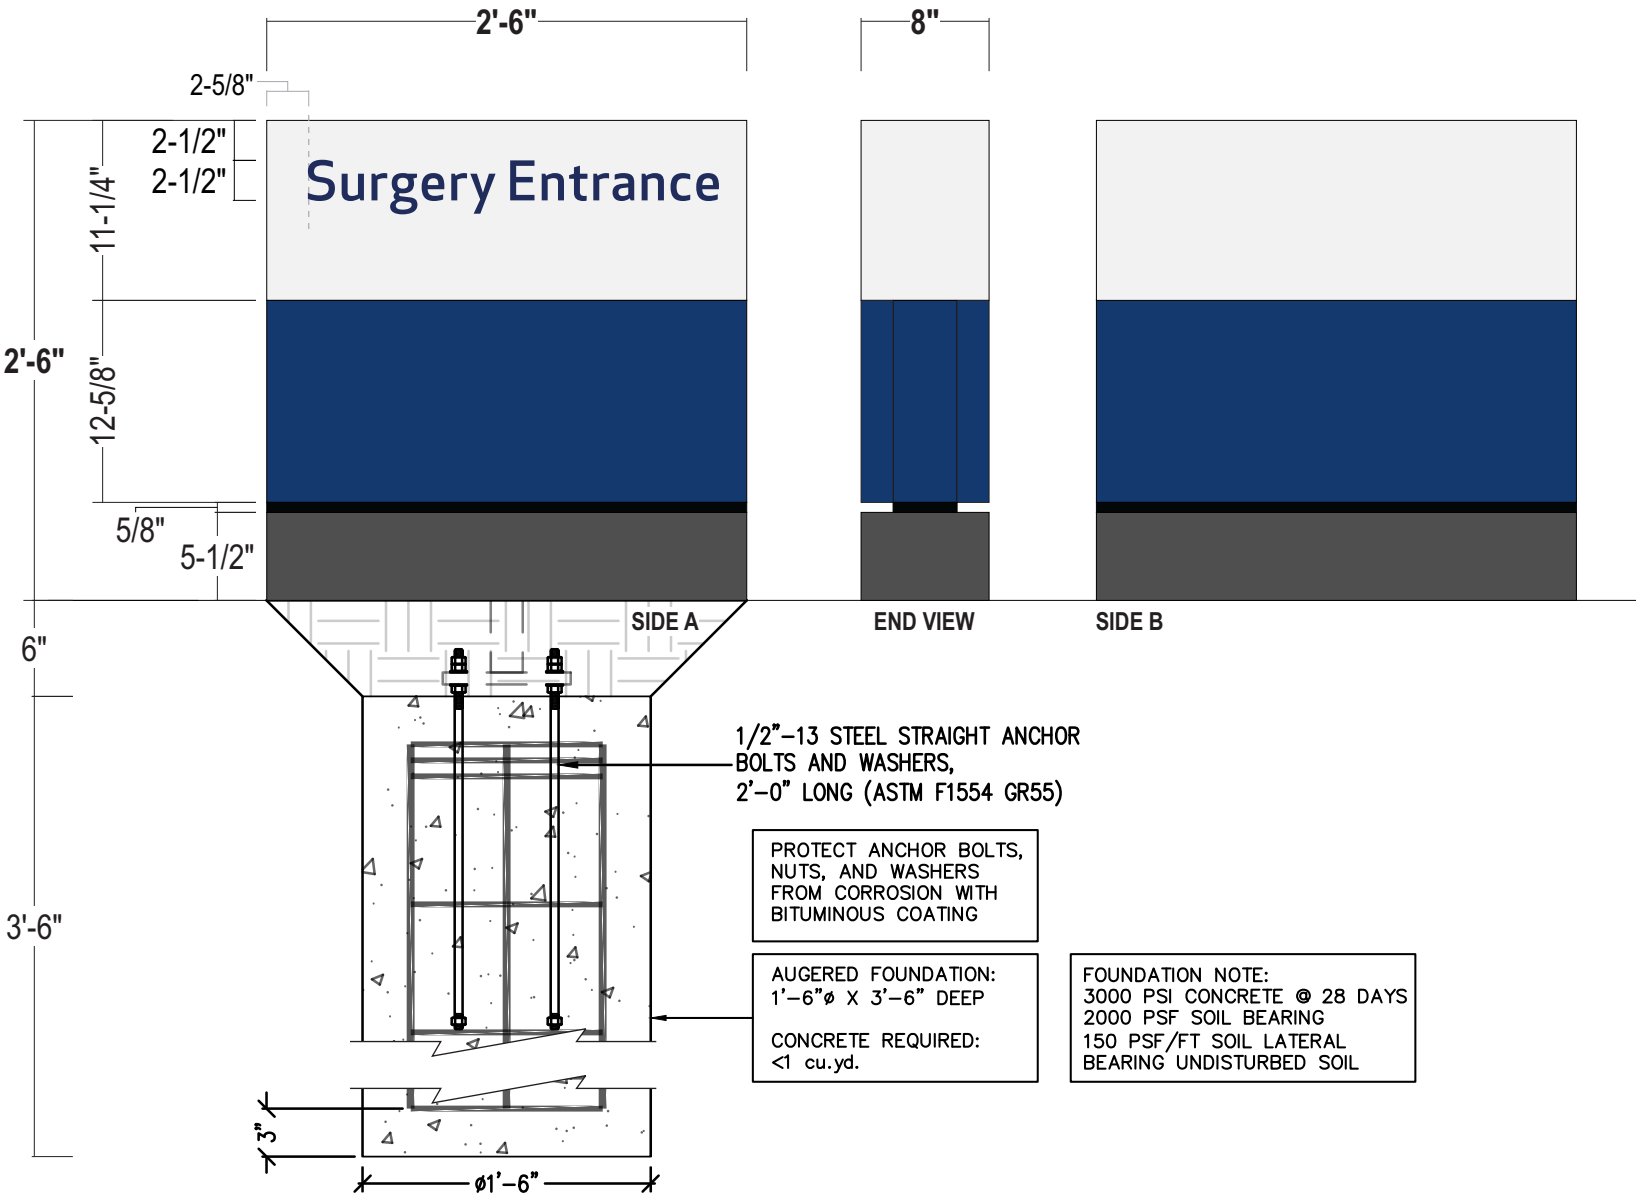 2'-6"
8"
2-5/8"
2-1/2"
2-1/2"
11-1/4"
Surgery Entrance
2'-6"
12-5/8"
5/8"
5-1/2"
SIDE A
END VIEW
SIDE B
6"
1/2”-13 STEEL STRAIGHT ANCHOR
BOLTS AND WASHERS,
2’-0” LONG (ASTM F1554 GR55)
PROTECT ANCHOR BOLTS,
NUTS, AND WASHERS
FROM CORROSION WITH
BITUMINOUS COATING
3'-6"
AUGERED FOUNDATION:
1’-6”ø X 3’-6” DEEP
CONCRETE REQUIRED:
<1 cu.yd.
FOUNDATION NOTE:
3000 PSI CONCRETE @ 28 DAYS
2000 PSF SOIL BEARING
150 PSF/FT SOIL LATERAL
BEARING UNDISTURBED SOIL
3”
ø1’-6”